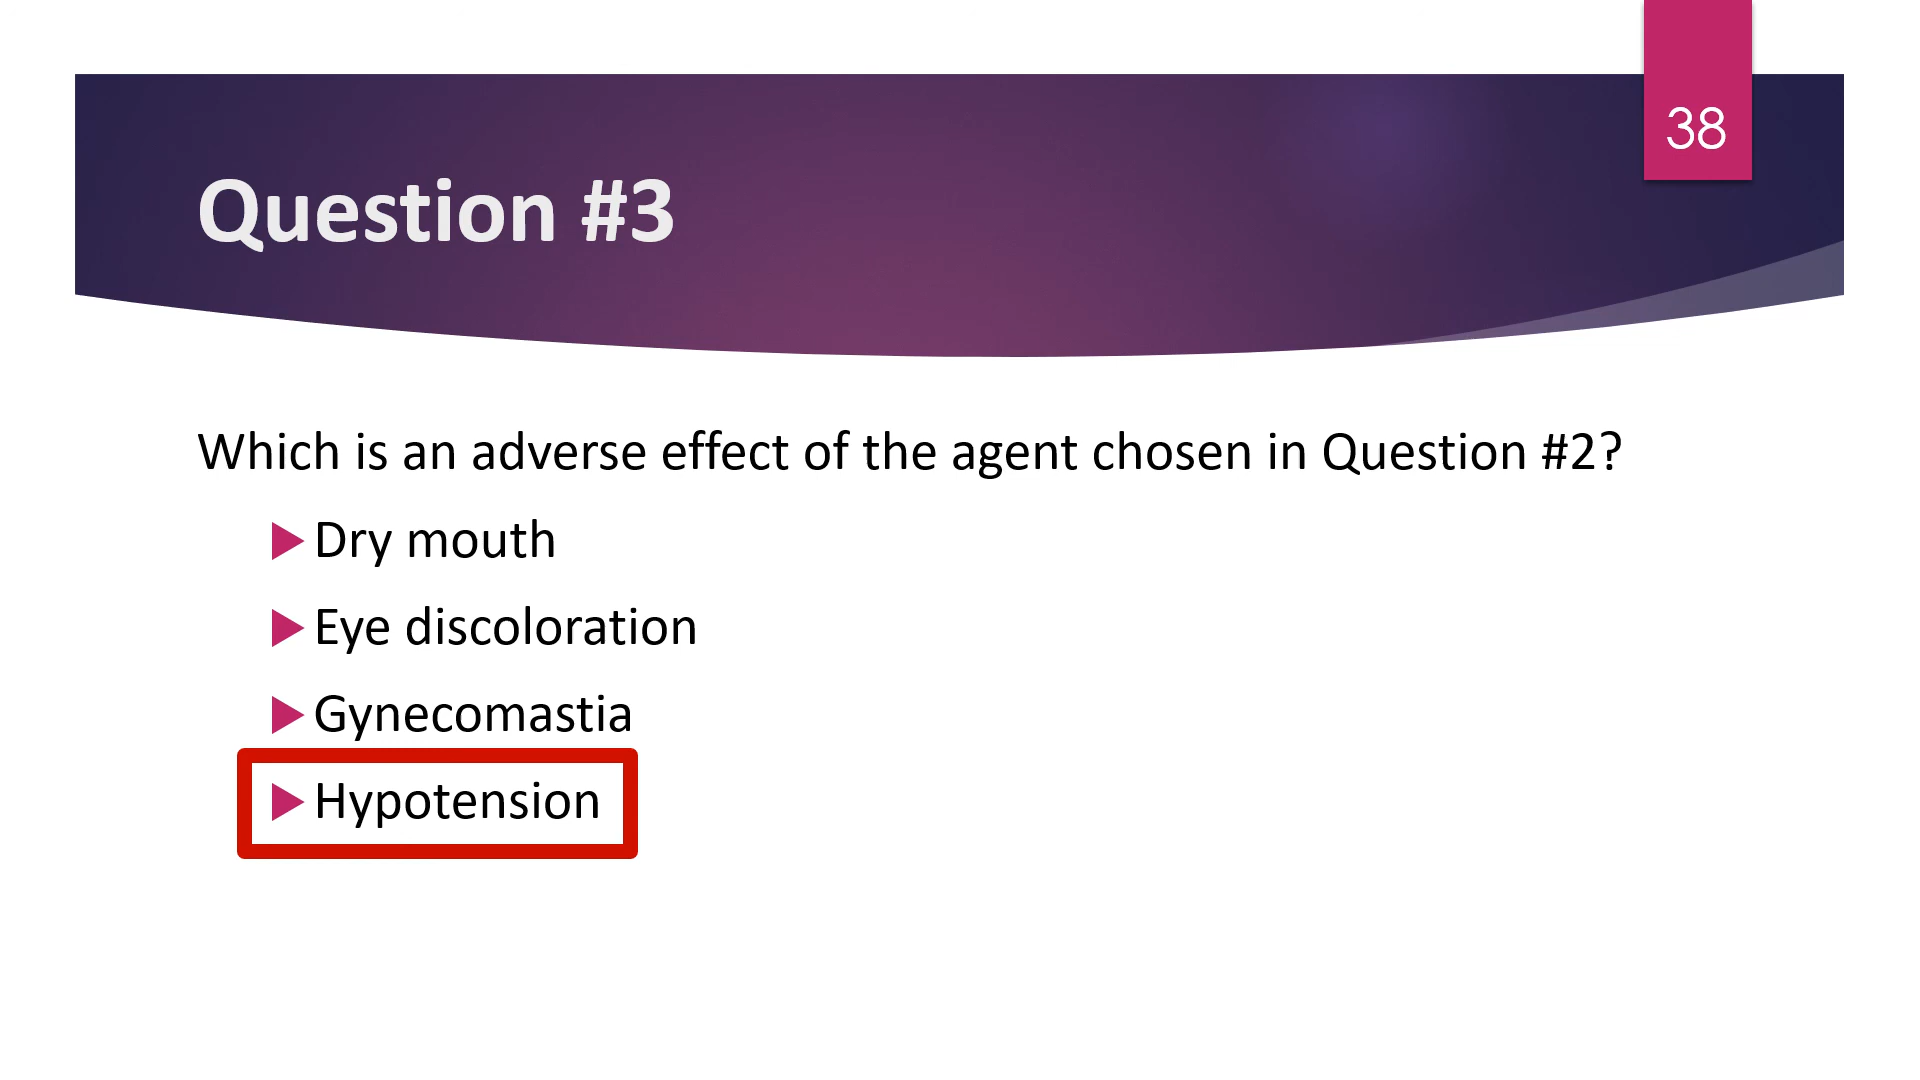 38
Question #3
Which is an adverse effect of the agent chosen in Question #2?
Dry mouth
Eye discoloration
Gynecomastia
Hypotension